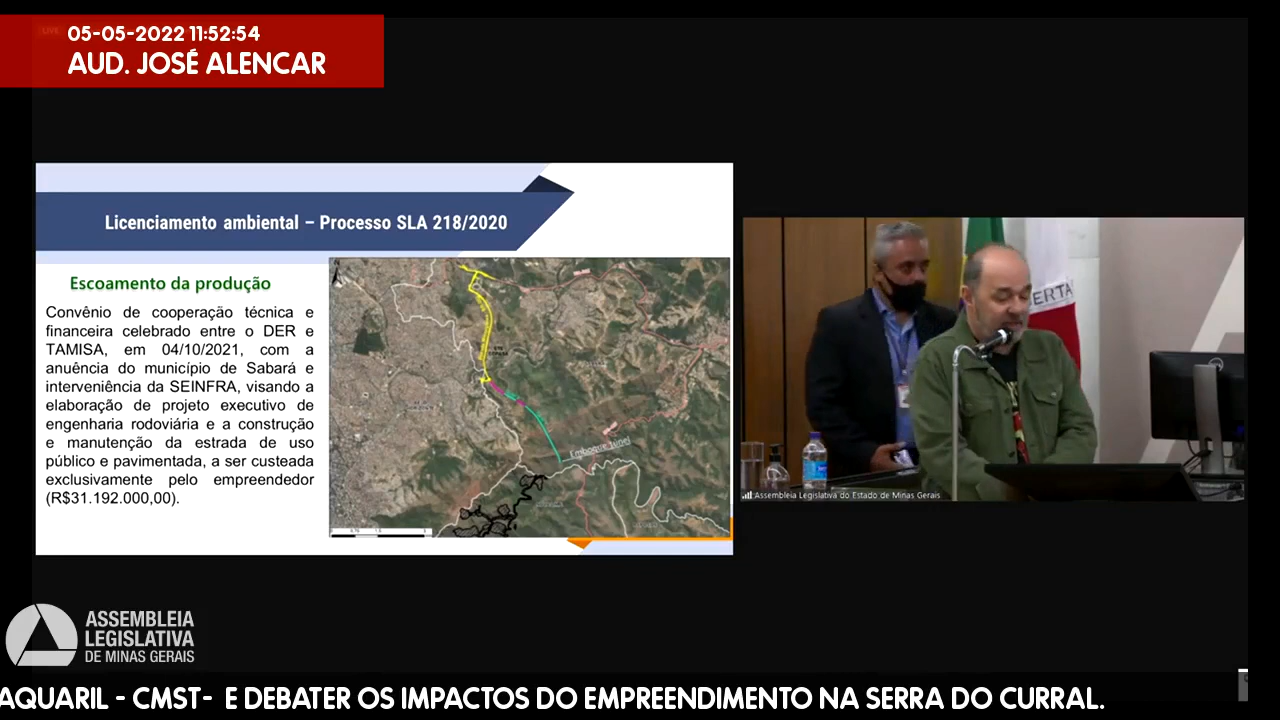 05-05-2022 11:52:54
AUD. JOSÉ ALENCAR
Licenciamento ambiental – Processo SLA 218/2020
Escoamento da produção
Convênio de cooperação técnica e
financeira celebrado entre o DER e
TAMISA, em 04/10/2021, com a
anuência do município de Sabará e
interveniência da SEINFRA, visando a
elaboração de projeto executivo de
engenharia rodoviária e a construção
e manutenção da estrada de uso
público e pavimentada, a ser custeada
exclusivamente pelo empreendedor
(R$31.192.000,00).
Emboque Túnel
ERTA
Assembleia Legislativa do Estado de Minas Gerais
ASSEMBLEIA
LEGISLATIVA
DE MINAS GERAIS
AQUARIL - CMST- E DEBATER OS IMPACTOS DO EMPREENDIMENTO NA SERRA DO CURRAL.